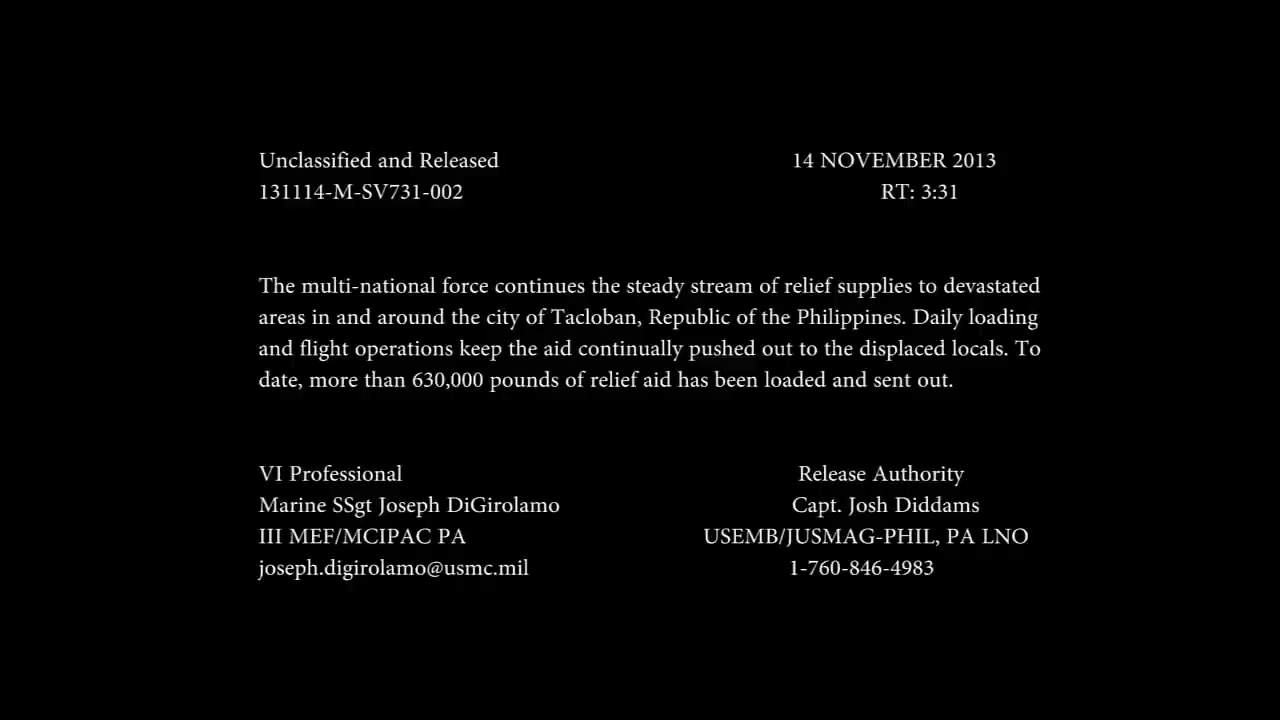 Unclassified and Released 14 NOVEMBER 2013
131114-M-SV731-002 RT: 3:31
The multi-national force continues the steady stream of relief supplies to devastated
areas in and around the city of Tacloban, Republic of the Philippines. Daily loading
and flight operations keep the aid continually pushed out to the displaced locals. To
date, more than 630,000 pounds of relief aid has been loaded and sent out.
VI Professional Release Authority
Marine SSgt Joseph DiGirolamo Capt. Josh Diddams
III MEF/MCIPAC PA USEMB/JUSMAG-PHIL, PA LNO
joseph.digirolamo@usmc.mil 1-760-846-4983